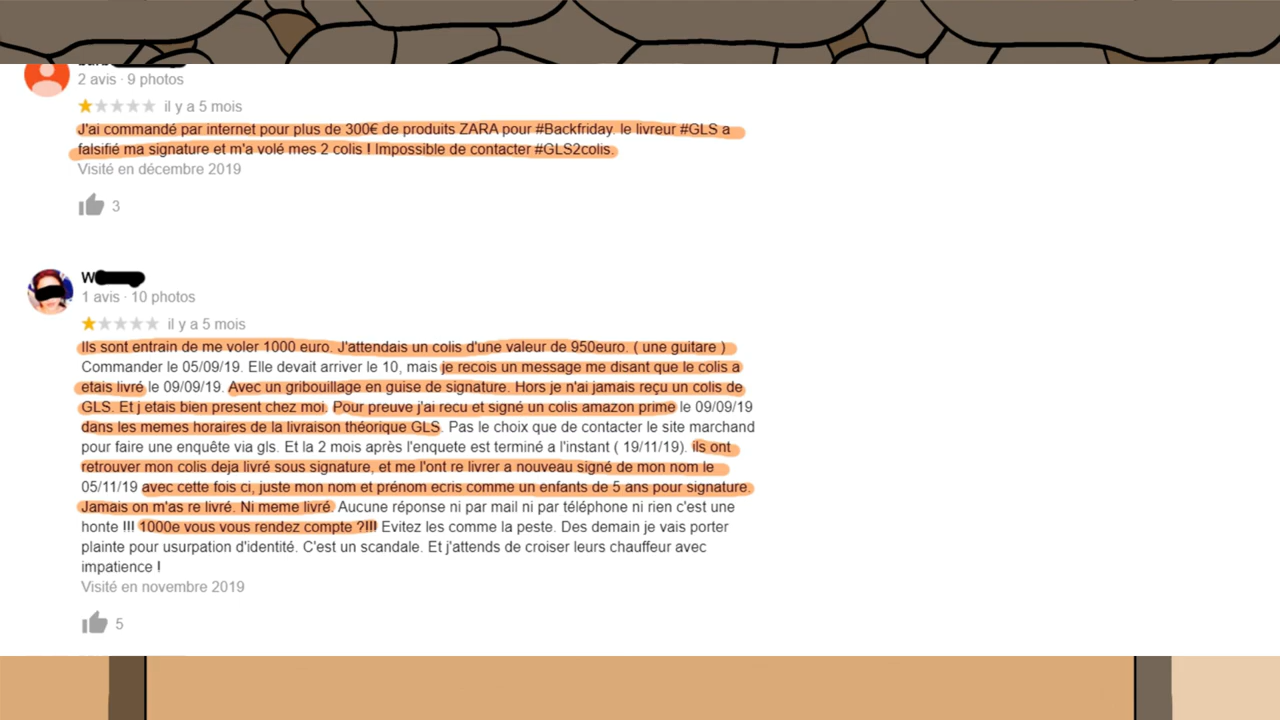 2 avis · 9 photos
il y a 5 mois
J'ai commandé par internet pour plus de 300€ de produits ZARA pour #Backfriday. le livreur #GLS a
falsifié ma signature et m'a volé mes 2 colis ! Impossible de contacter #GLS2colis.
Visité en décembre 2019
3
W
1 avis · 10 photos
il y a 5 mois
Ils sont entrain de me voler 1000 euro. J'attendais un colis d'une valeur de 950euro. ( une guitare )
Commander le 05/09/19. Elle devait arriver le 10, mais je recois un message me disant que le colis a
etais livré le 09/09/19. Avec un gribouillage en guise de signature. Hors je n'ai jamais reçu un colis de
GLS. Et j etais bien present chez moi. Pour preuve j'ai recu et signé un colis amazon prime le 09/09/19
dans les memes horaires de la livraison théorique GLS. Pas le choix que de contacter le site marchand
pour faire une enquête via gls. Et la 2 mois après l'enquete est terminé a l'instant ( 19/11/19). ils ont
retrouver mon colis deja livré sous signature, et me l'ont re livrer a nouveau signé de mon nom le
05/11/19 avec cette fois ci, juste mon nom et prénom ecris comme un enfants de 5 ans pour signature.
Jamais on m'as re livré. Ni meme livré. Aucune réponse ni par mail ni par téléphone ni rien c'est une
honte !!! 1000e vous vous rendez compte ?!!! Evitez les comme la peste. Des demain je vais porter
plainte pour usurpation d'identité. C'est un scandale. Et j'attends de croiser leurs chauffeur avec
impatience !
Visité en novembre 2019
5